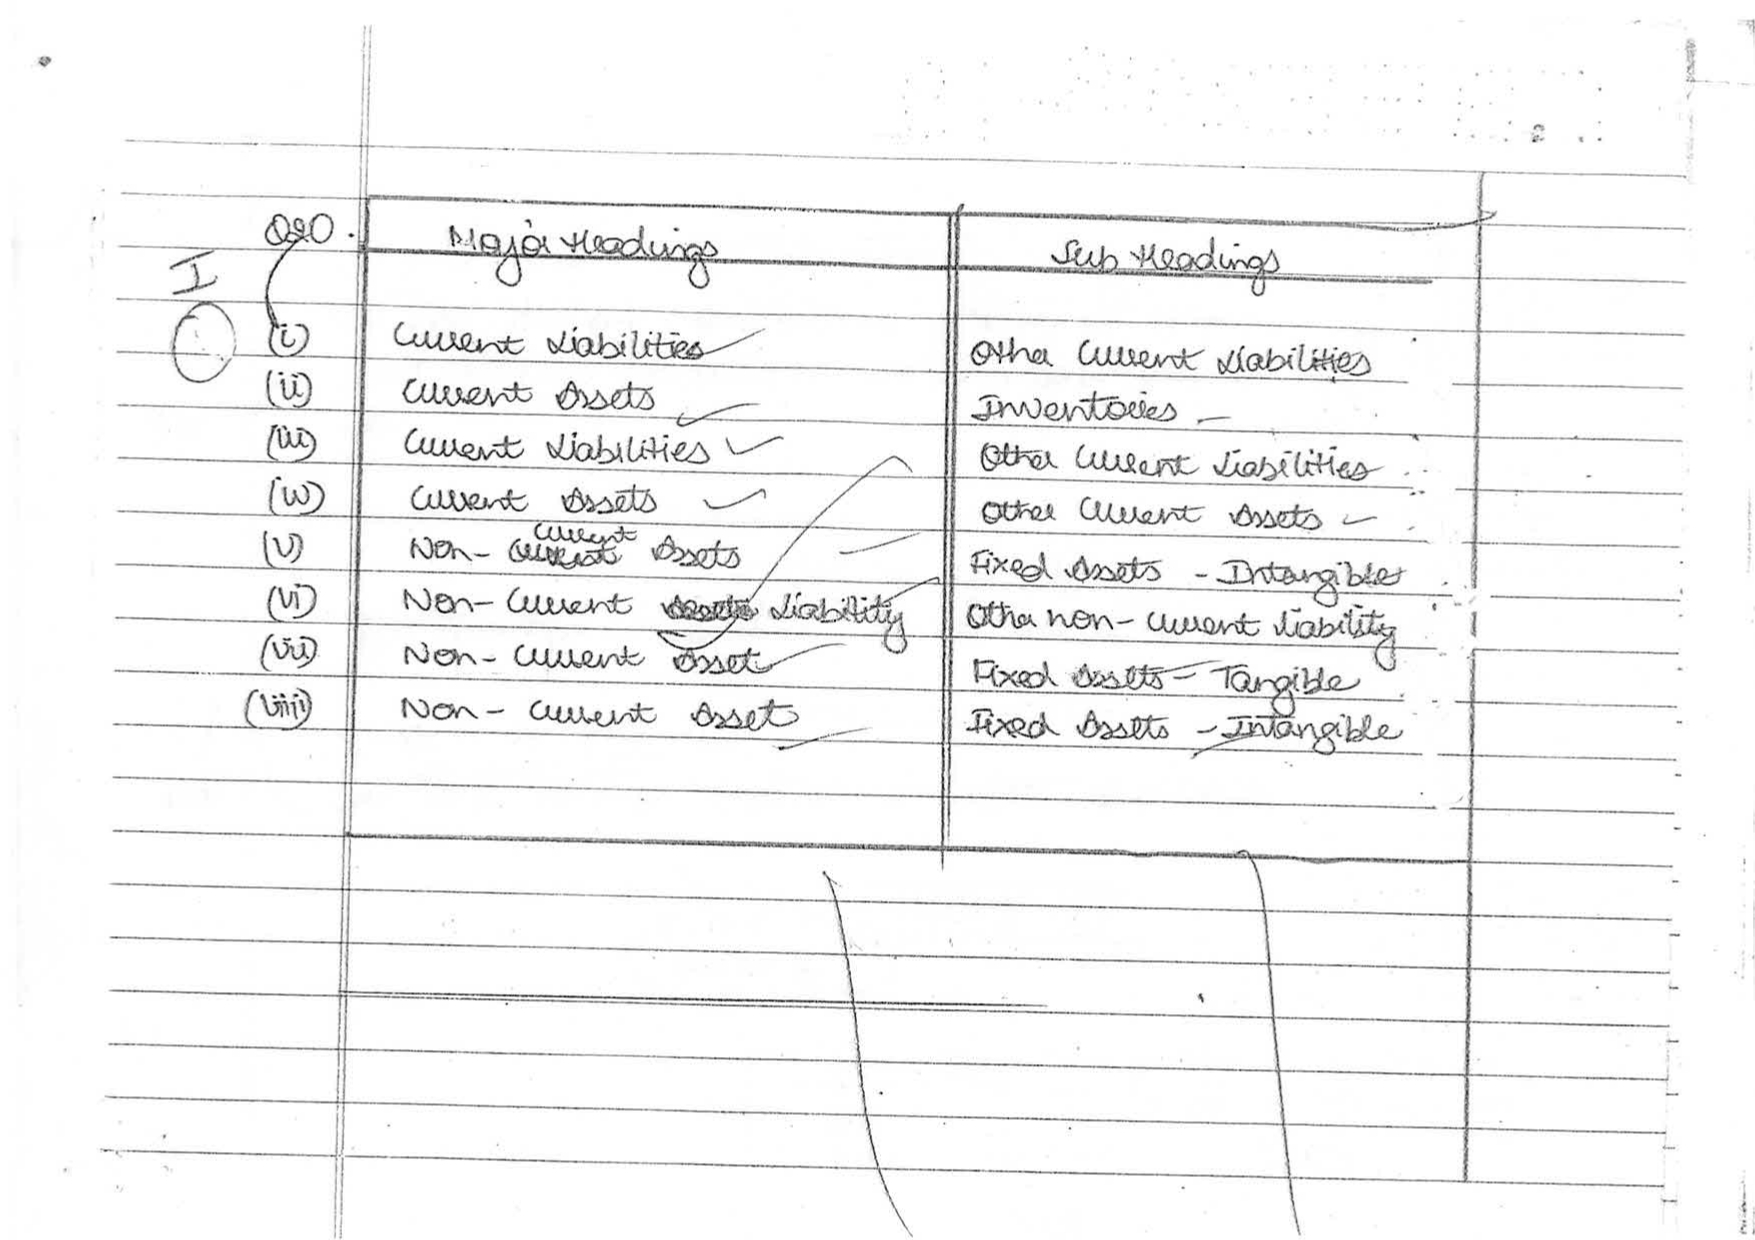 Q20. Major Headings Sub Headings
I
(i) Current Liabilities Other Current Liabilities
(ii) Current Assets Inventories
(iii) Current Liabilities Other Current Liabilities
(iv) Current Assets Other Current Assets
current
(v) Non- Assets Fixed Assets - Intangible
(vi) Non- Current Liability Other non- current liability
(vii) Non- Current Asset Fixed Assets - Tangible
(viii) Non- Current Asset Fixed Assets - Intangible